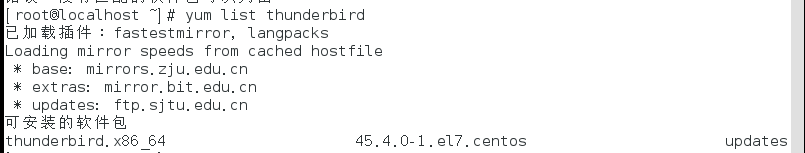 [root@localhost ~]# yum list thunderbird
已加载插件：fastestmirror, langpacks
Loading mirror speeds from cached hostfile
 * base: mirrors.zju.edu.cn
 * extras: mirror.bit.edu.cn
 * updates: ftp.sjtu.edu.cn
可安装的软件包
thunderbird.x86_64                    45.4.0-1.el7.centos                    updates